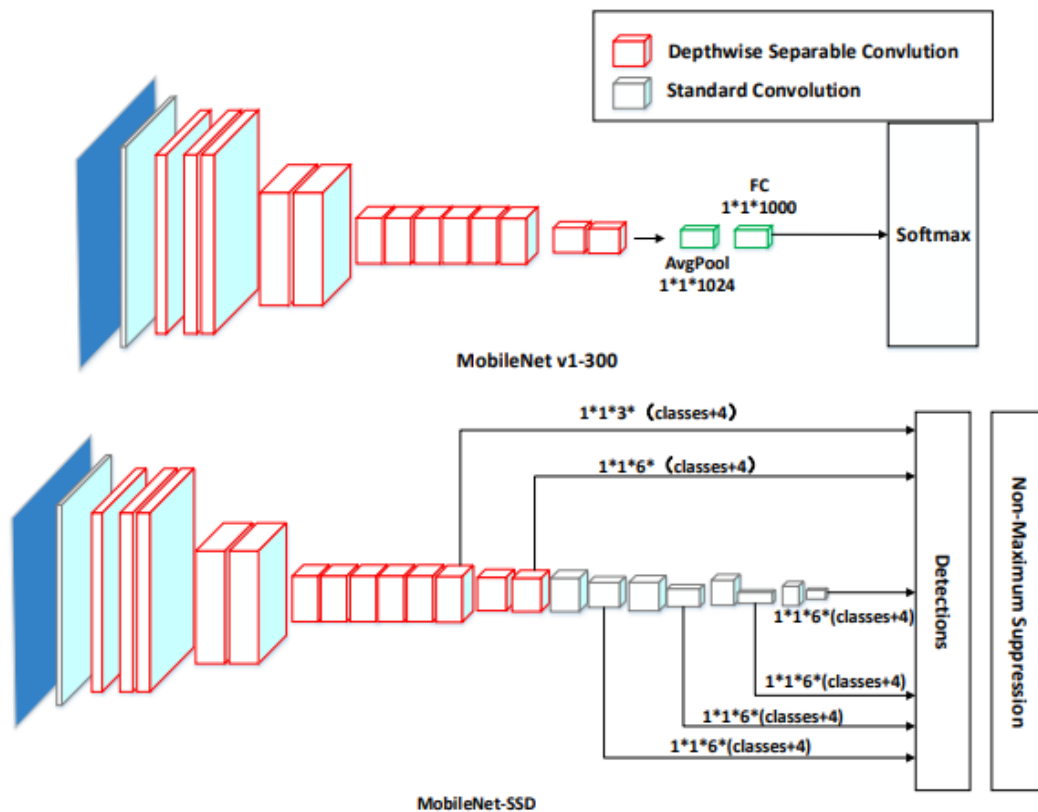 Depthwise Separable Convlution
Standard Convolution
FC
1*1*1000
Softmax
AvgPool
1*1*1024
MobileNet v1-300
1*1*3*（classes+4）
1*1*6*（classes+4）
1*1*6*(classes+4)
1*1*6*(classes+4)
1*1*6*(classes+4)
1*1*6*(classes+4)
Detections
Non-Maximum Suppression
MobileNet-SSD